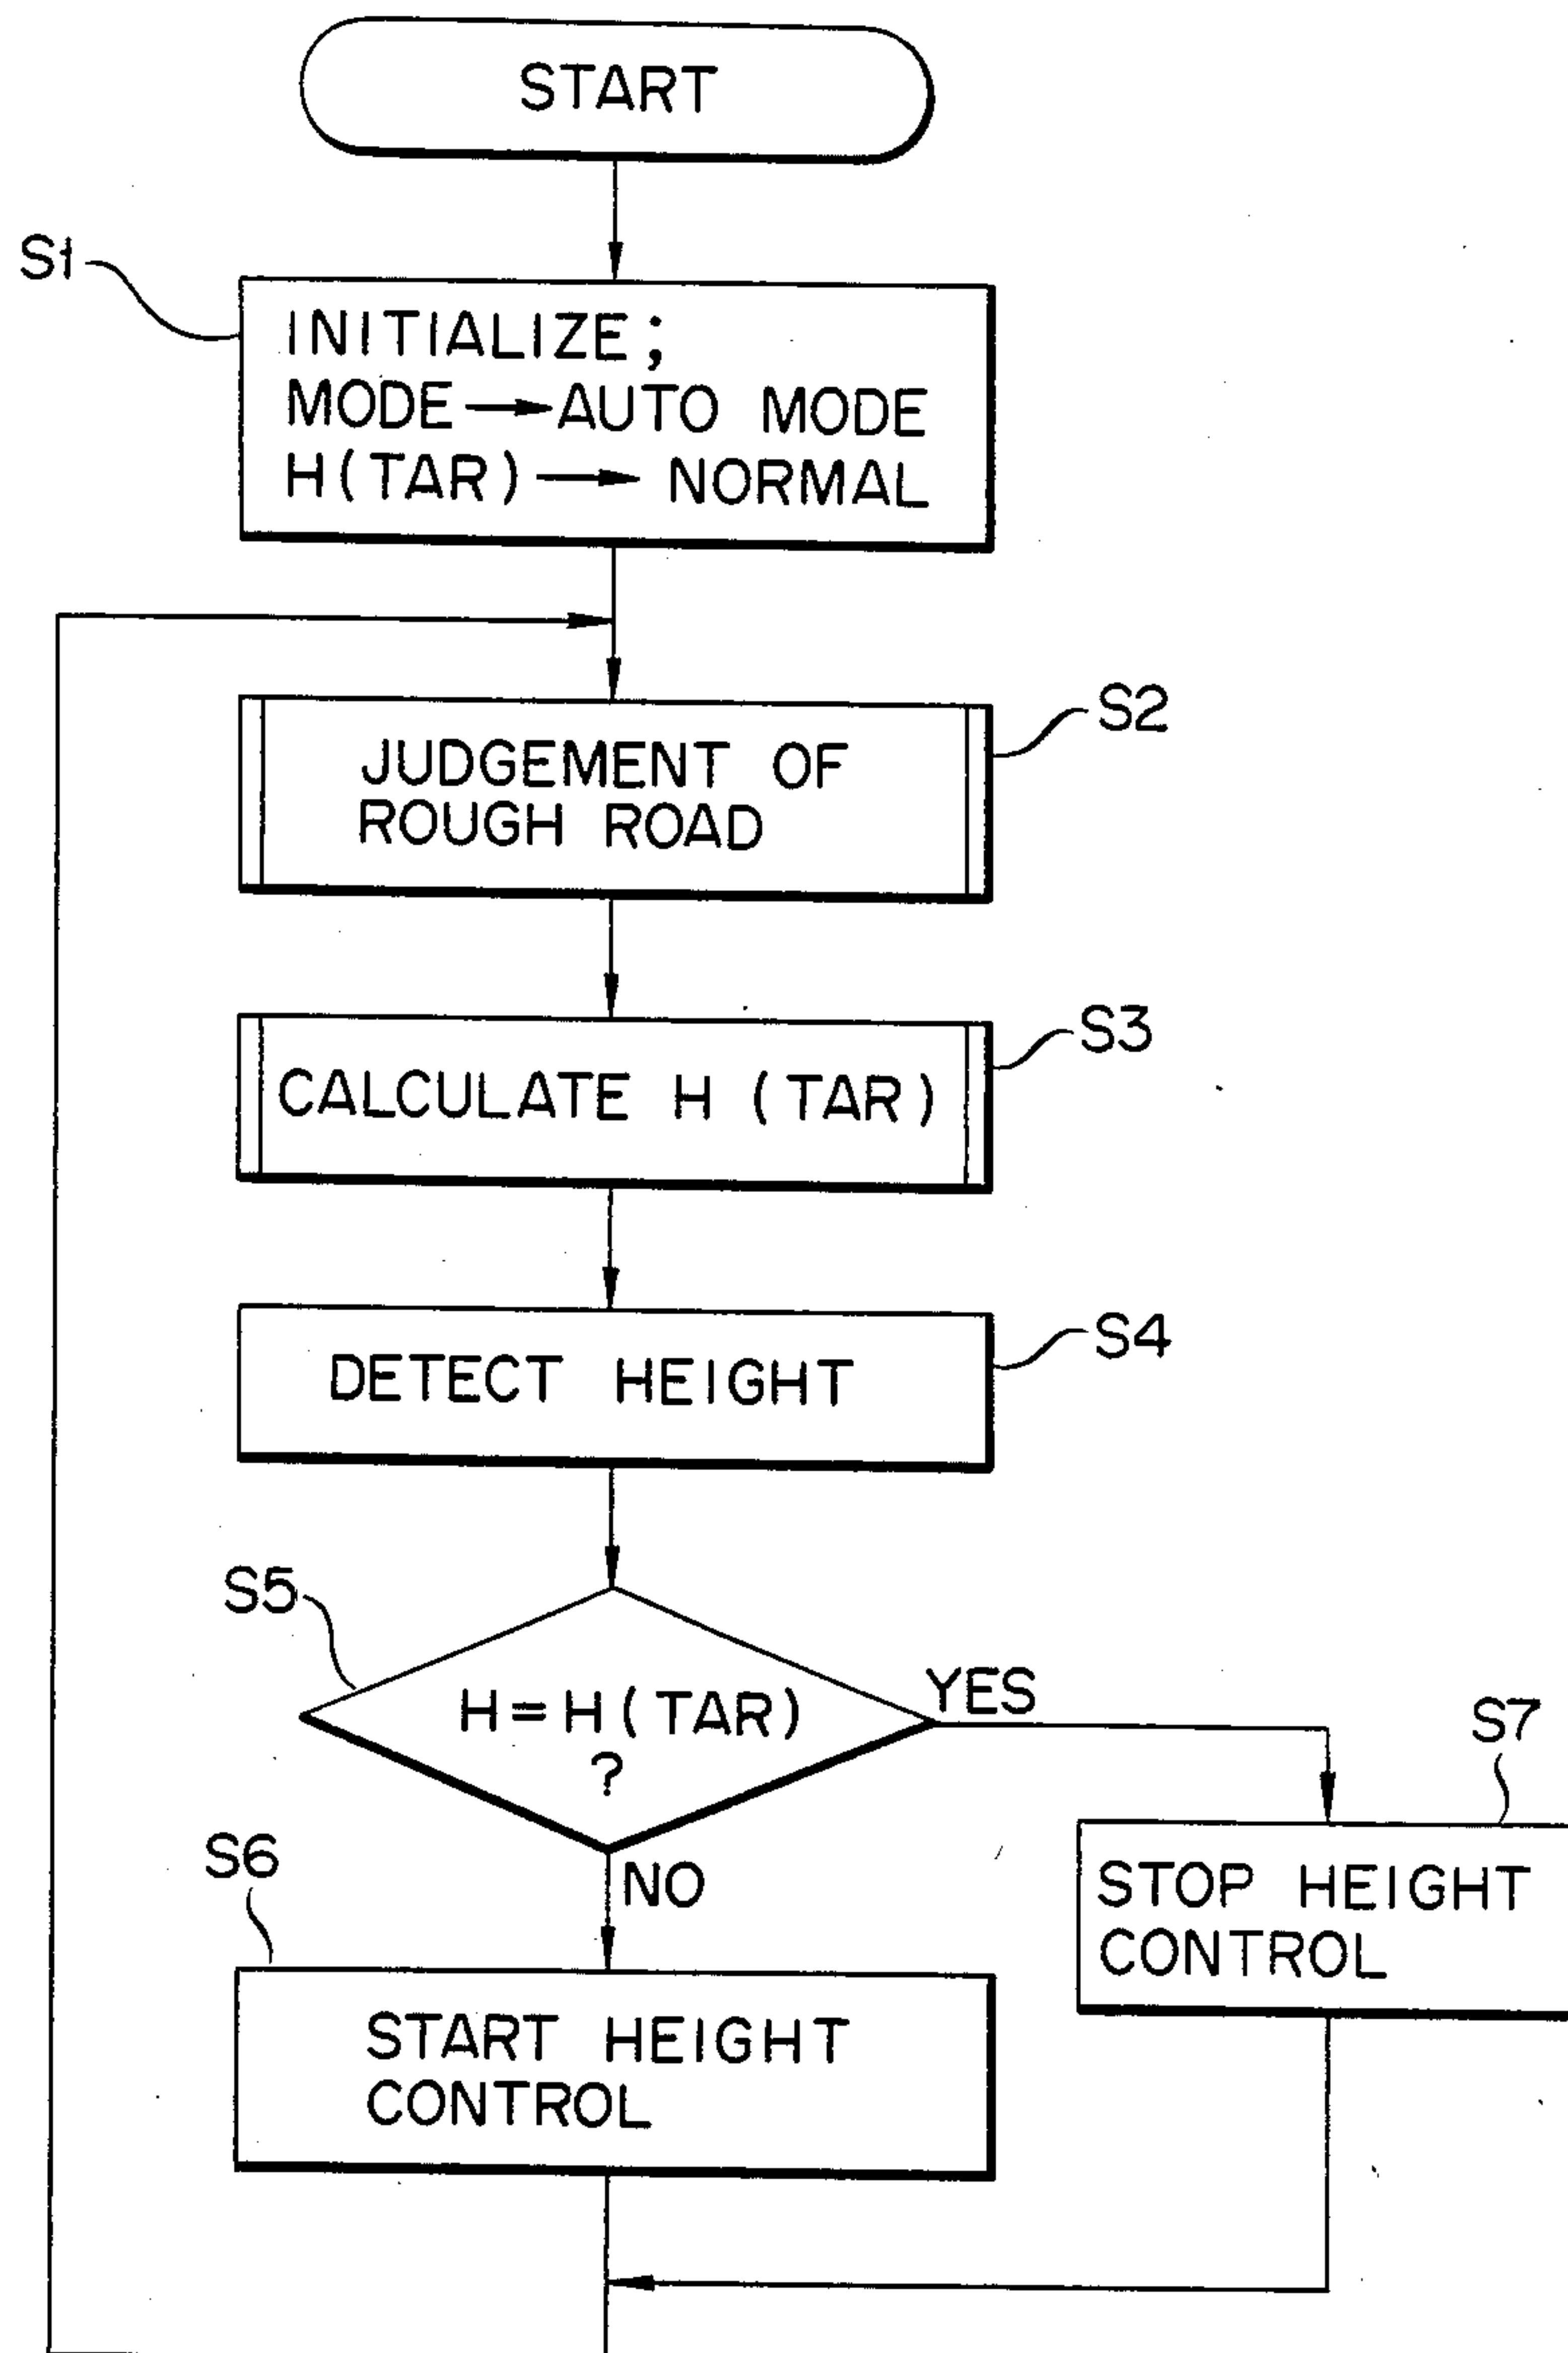 START
S1
INITIALIZE;
MODE→AUTO MODE
H(TAR)→ NORMAL
S2
JUDGEMENT OF
ROUGH ROAD
S3
CALCULATE H (TAR)
S4
DETECT HEIGHT
S5
H=H(TAR)
?
YES
S7
S6
NO
STOP HEIGHT
CONTROL
START HEIGHT
CONTROL